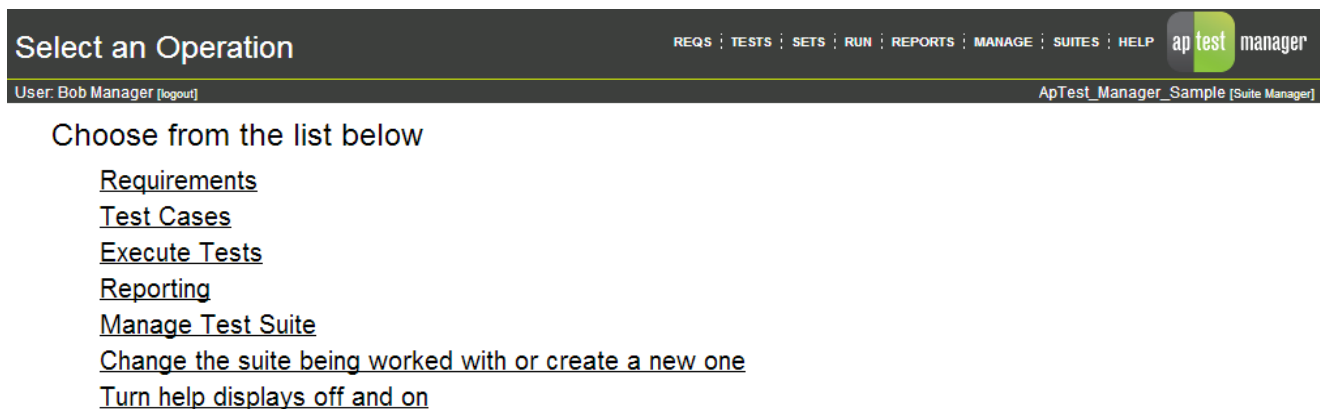 Select an Operation
REQS TESTS SETS RUN REPORTS MANAGE SUITES HELP ap test manager
User: Bob Manager [logout] ApTest_Manager_Sample [Suite Manager]
Choose from the list below
Requirements
Test Cases
Execute Tests
Reporting
Manage Test Suite
Change the suite being worked with or create a new one
Turn help displays off and on